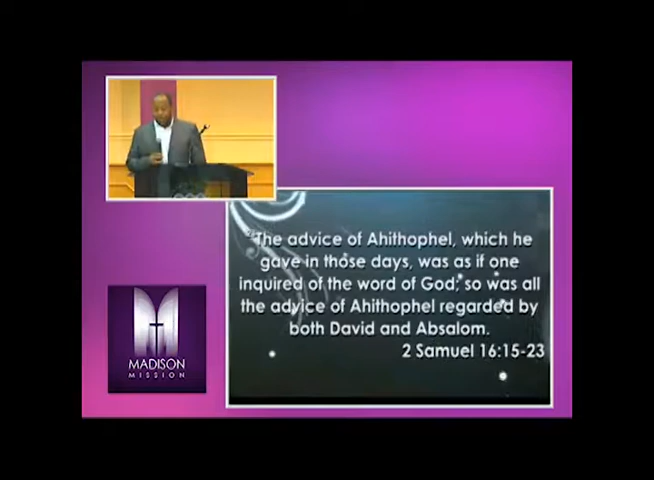 The advice of Ahithophel, which he
gave in those days, was as if one
inquired of the word of God; so was all
the advice of Ahithophel regarded by
both David and Absalom.
2 Samuel 16:15-23
MADISON
MISSION